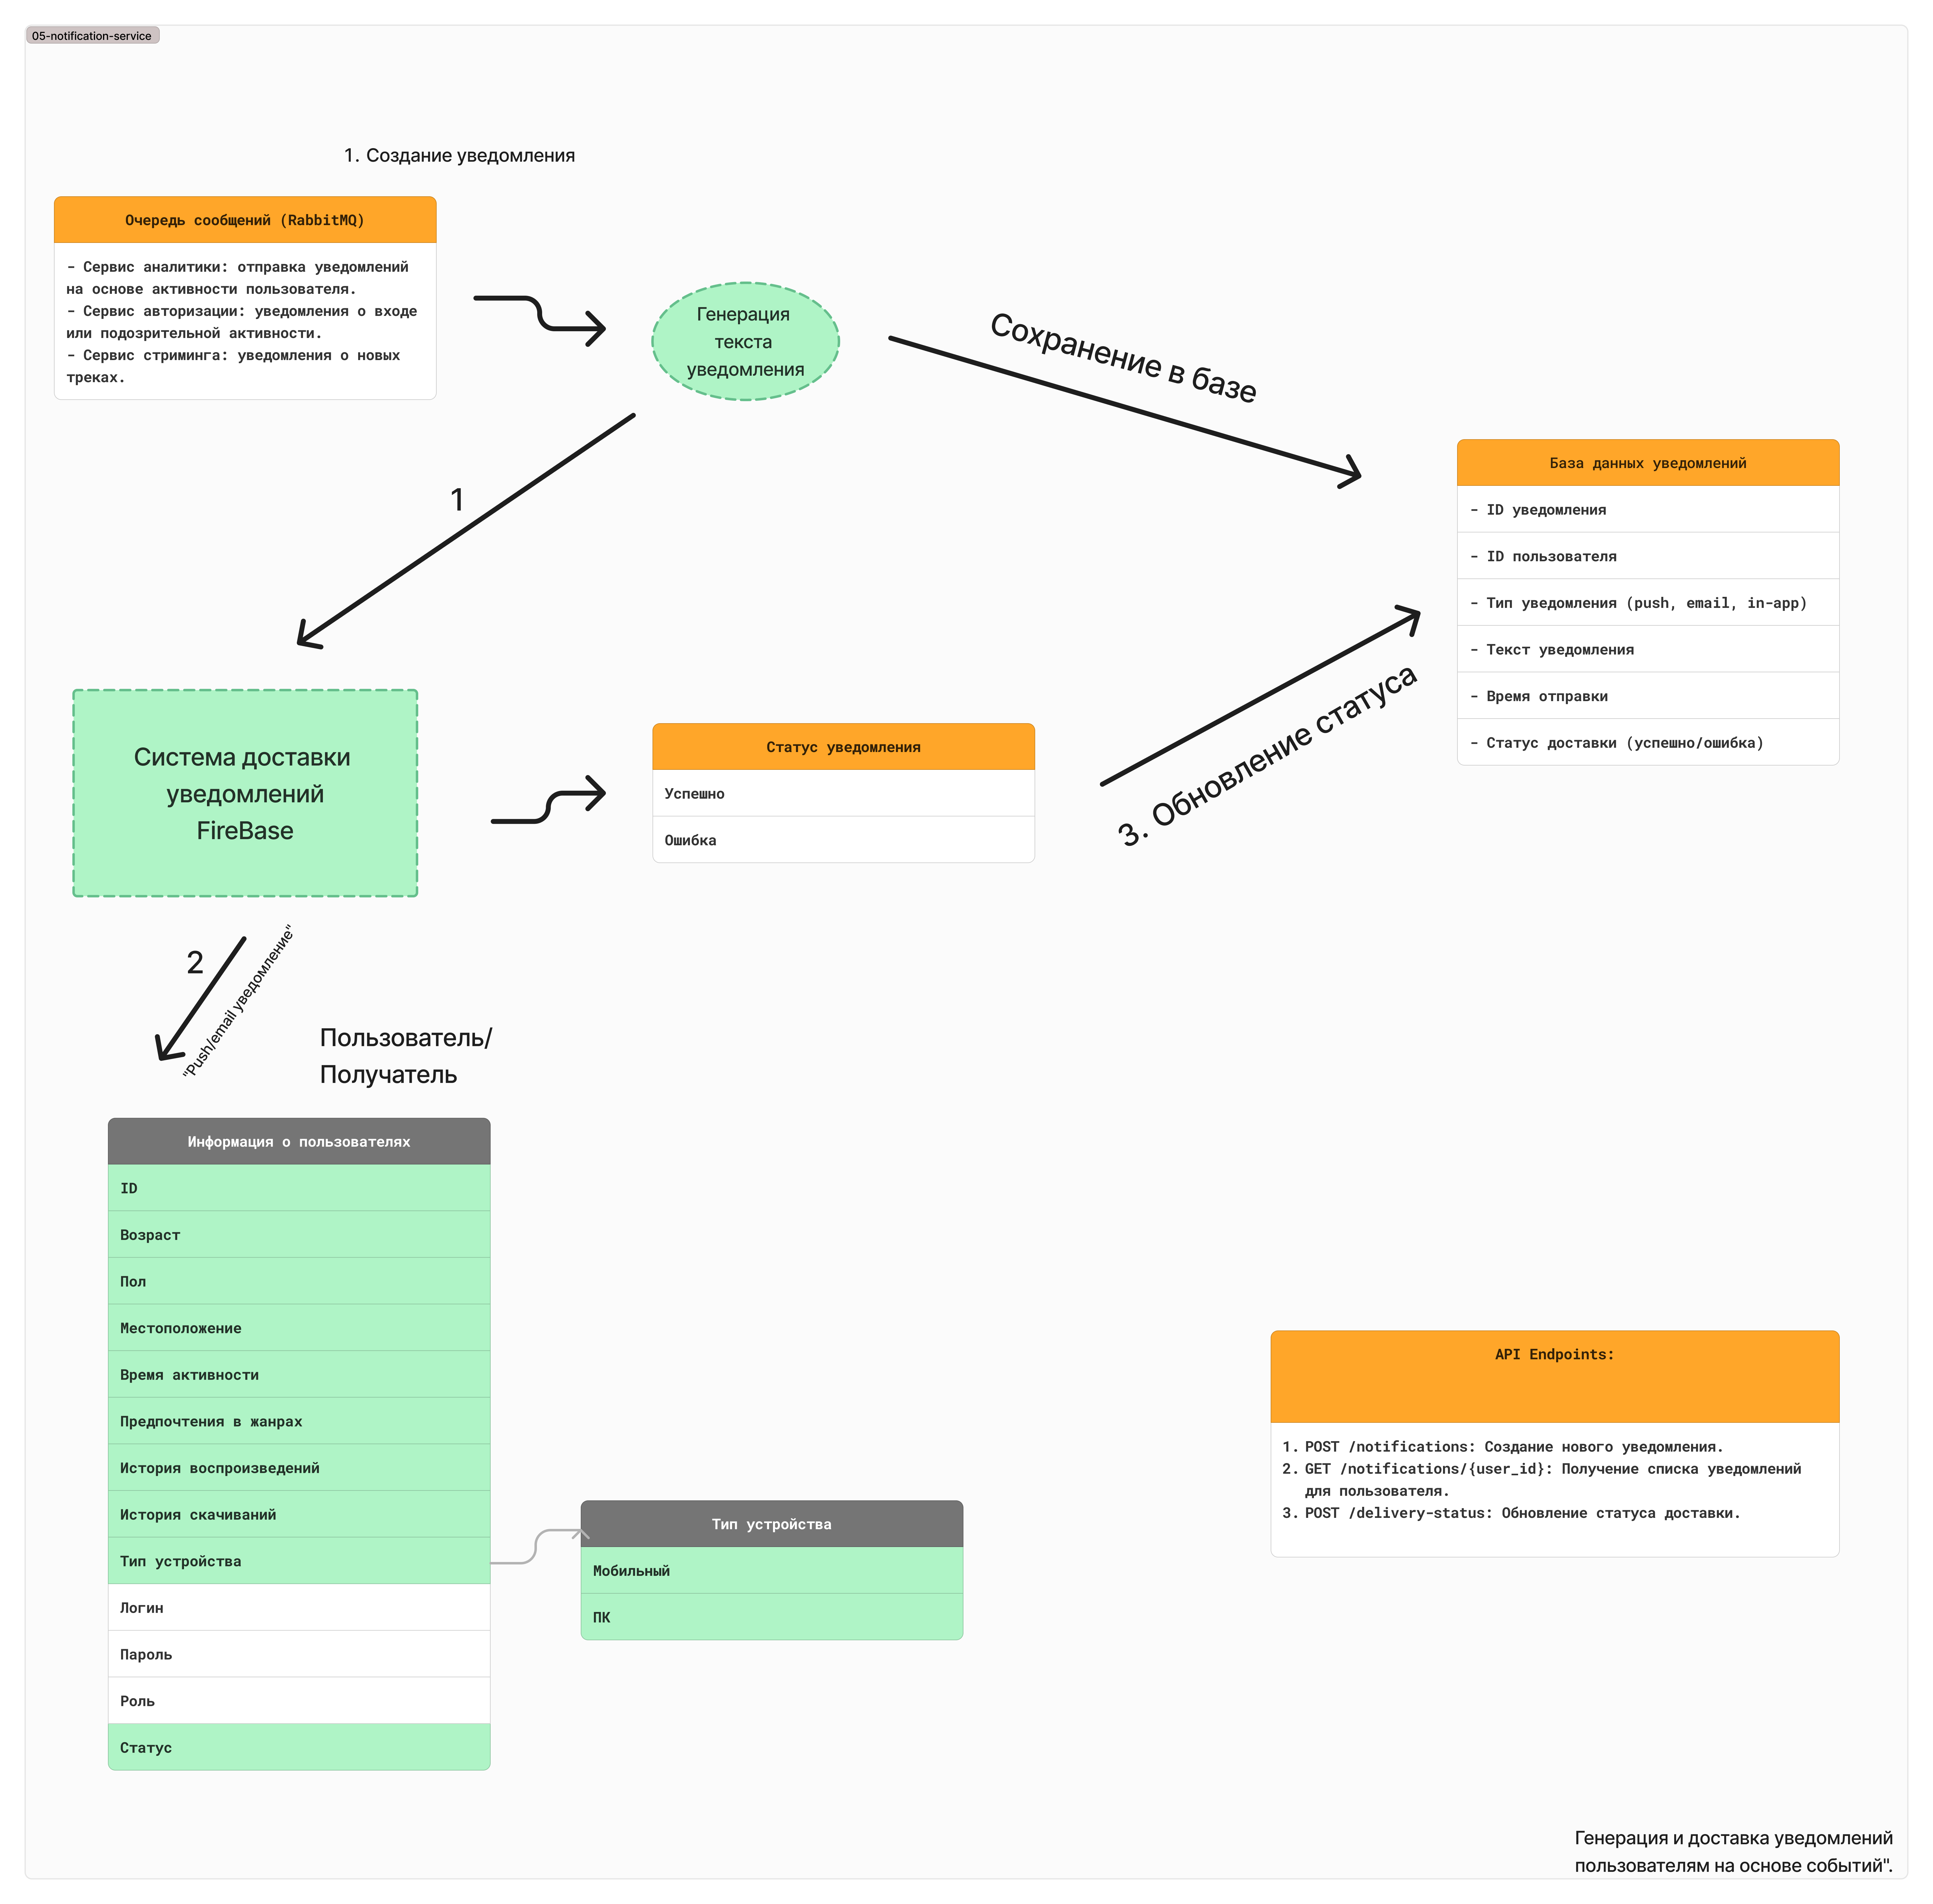 05-notification-service
1. Создание уведомления
Очередь сообщений (RabbitMQ)
- Сервис аналитики: отправка уведомлений
на основе активности пользователя.
- Сервис авторизации: уведомления о входе
или подозрительной активности.
- Сервис стриминга: уведомления о новых
треках.
Генерация
текста
уведомления
Сохранение в базе
База данных уведомлений
- ID уведомления
- ID пользователя
- Тип уведомления (push, email, in-app)
- Текст уведомления
- Время отправки
- Статус доставки (успешно/ошибка)
1
Система доставки
уведомлений
FireBase
Статус уведомления
Успешно
Ошибка
3. Обновление статуса
2
"Push/email уведомление"
Пользователь/
Получатель
Информация о пользователях
ID
Возраст
Пол
Местоположение
Время активности
Предпочтения в жанрах
История воспроизведений
История скачиваний
Тип устройства
Логин
Пароль
Роль
Статус
Тип устройства
Мобильный
ПК
API Endpoints:
1. POST /notifications: Создание нового уведомления.
2. GET /notifications/{user_id}: Получение списка уведомлений
для пользователя.
3. POST /delivery-status: Обновление статуса доставки.
Генерация и доставка уведомлений
пользователям на основе событий".